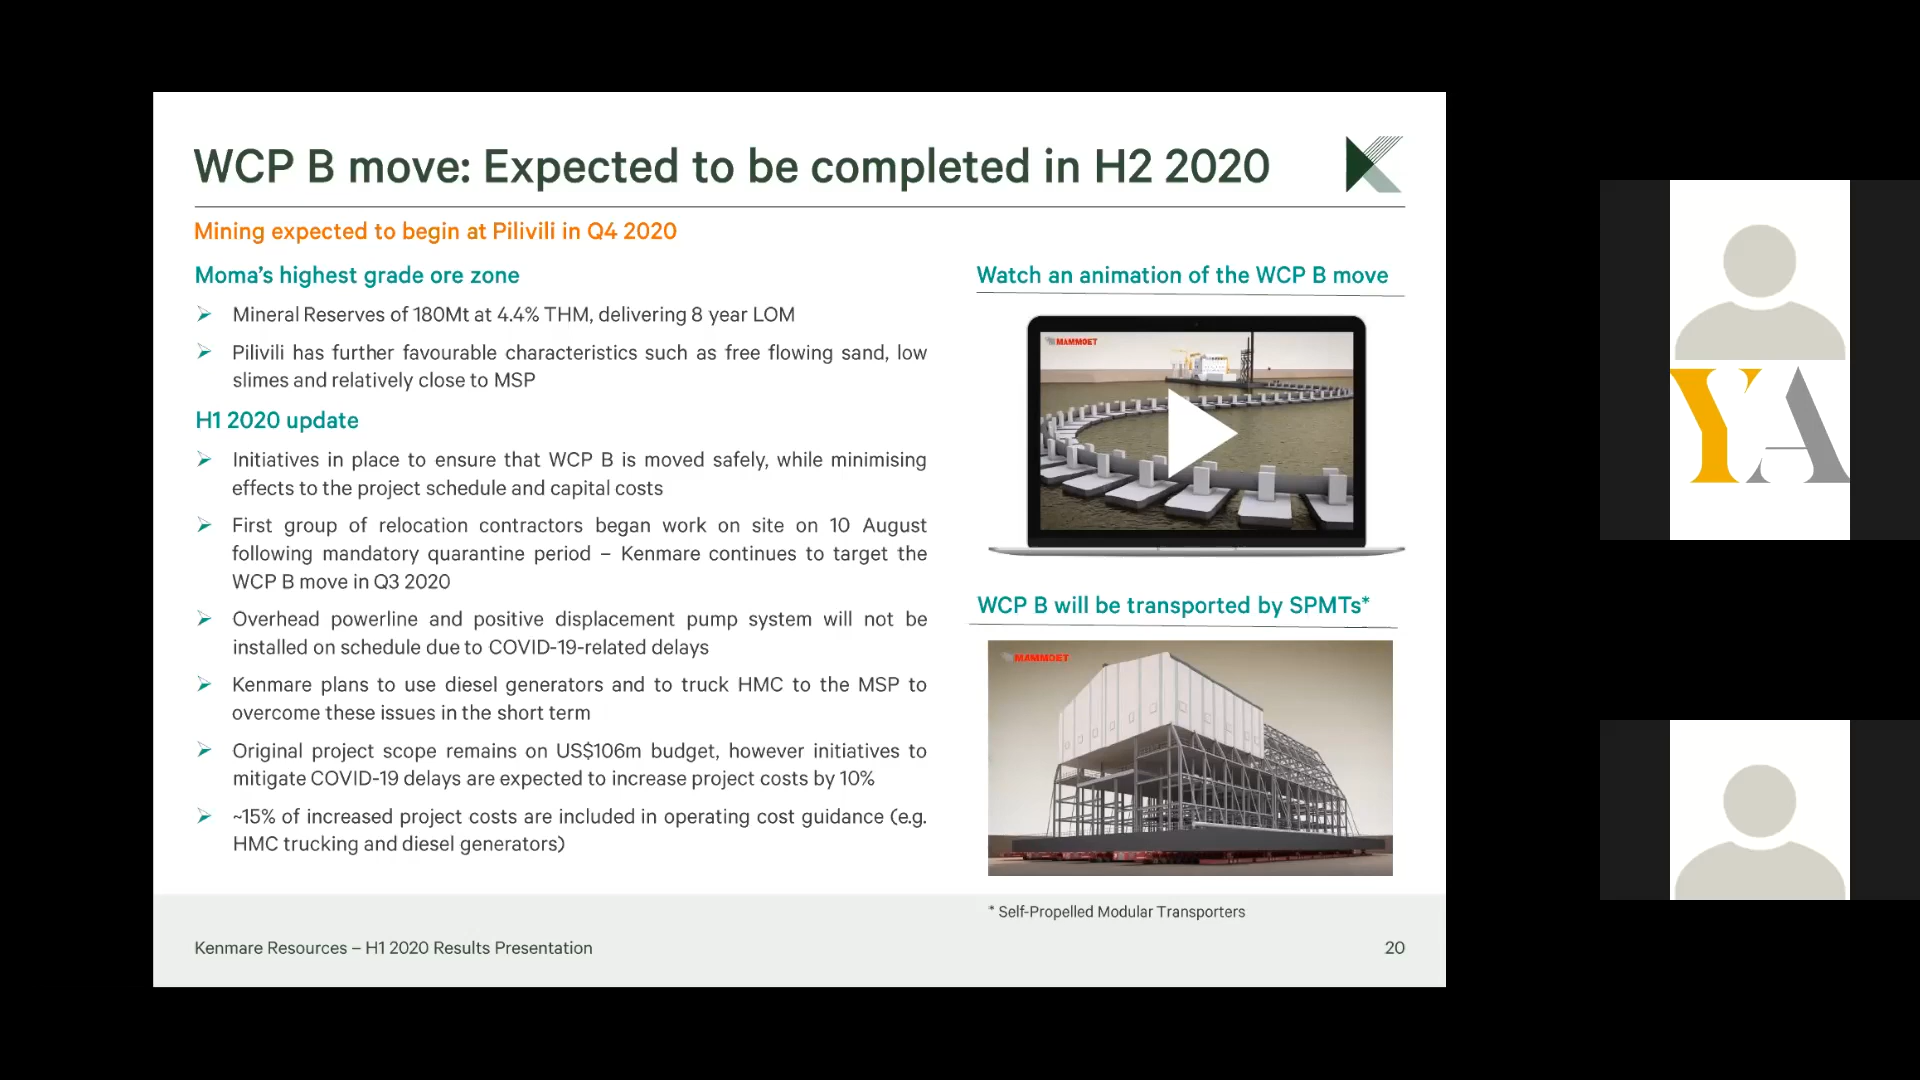 WCP B move: Expected to be completed in H2 2020
Mining expected to begin at Pilivili in Q4 2020
Moma's highest grade ore zone
Mineral Reserves of 180Mt at 4.4% THM, delivering 8 year LOM
Pilivili has further favourable characteristics such as free flowing sand, low
slimes and relatively close to MSP
H1 2020 update
Initiatives in place to ensure that WCP B is moved safely, while minimising
effects to the project schedule and capital costs
First group of relocation contractors began work on site on 10 August
following mandatory quarantine period – Kenmare continues to target the
WCP B move in Q3 2020
Overhead powerline and positive displacement pump system will not be
installed on schedule due to COVID-19-related delays
Kenmare plans to use diesel generators and to truck HMC to the MSP to
overcome these issues in the short term
Original project scope remains on US$106m budget, however initiatives to
mitigate COVID-19 delays are expected to increase project costs by 10%
~15% of increased project costs are included in operating cost guidance (e.g.
HMC trucking and diesel generators)
Watch an animation of the WCP B move
MAMMOET
WCP B will be transported by SPMTs*
MAMMOET
* Self-Propelled Modular Transporters
Kenmare Resources – H1 2020 Results Presentation
20
YA